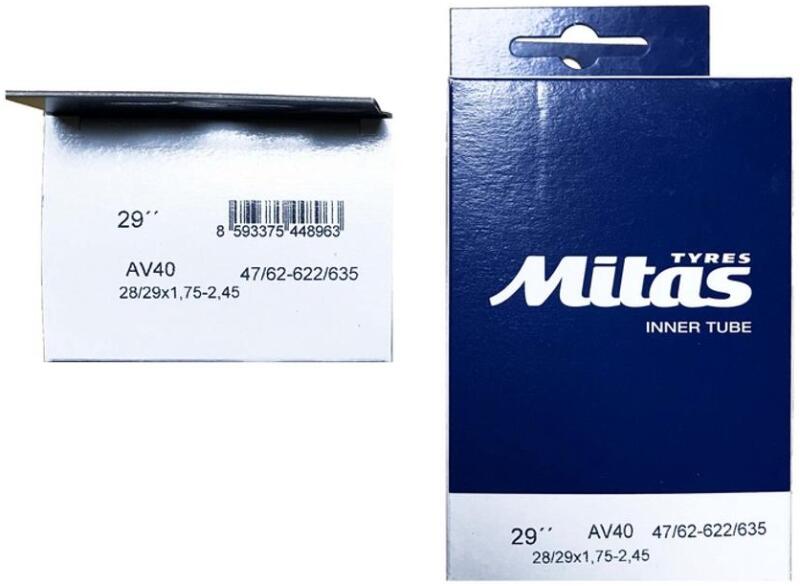 29´´
8 593375 448963
AV40 47/62-622/635
28/29x1,75-2,45
TYRES
Mitas
INNER TUBE
29´´ AV40 47/62-622/635
28/29x1,75-2,45